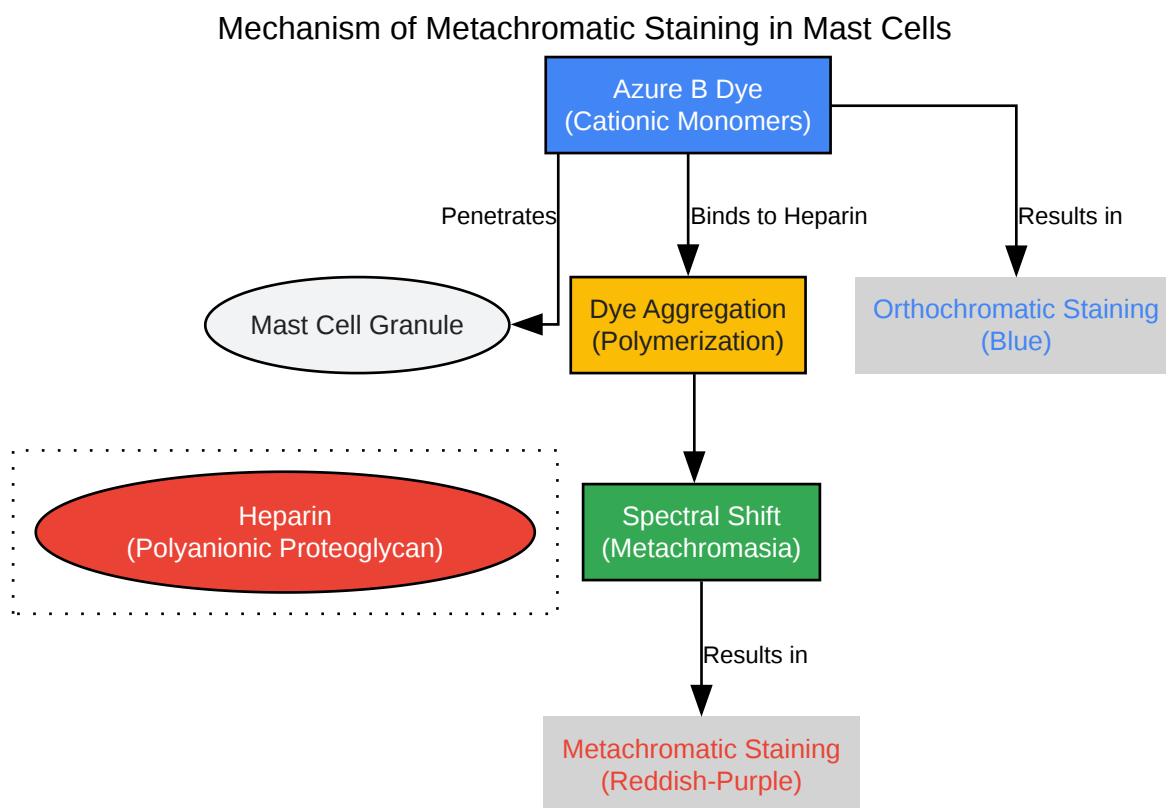 Mechanism of Metachromatic Staining in Mast Cells
Azure B Dye
(Cationic Monomers)
Penetrates
Binds to Heparin
Results in
Mast Cell Granule
Dye Aggregation
(Polymerization)
Orthochromatic Staining
(Blue)
Heparin
(Polyanionic Proteoglycan)
Spectral Shift
(Metachromasia)
Results in
Metachromatic Staining
(Reddish-Purple)